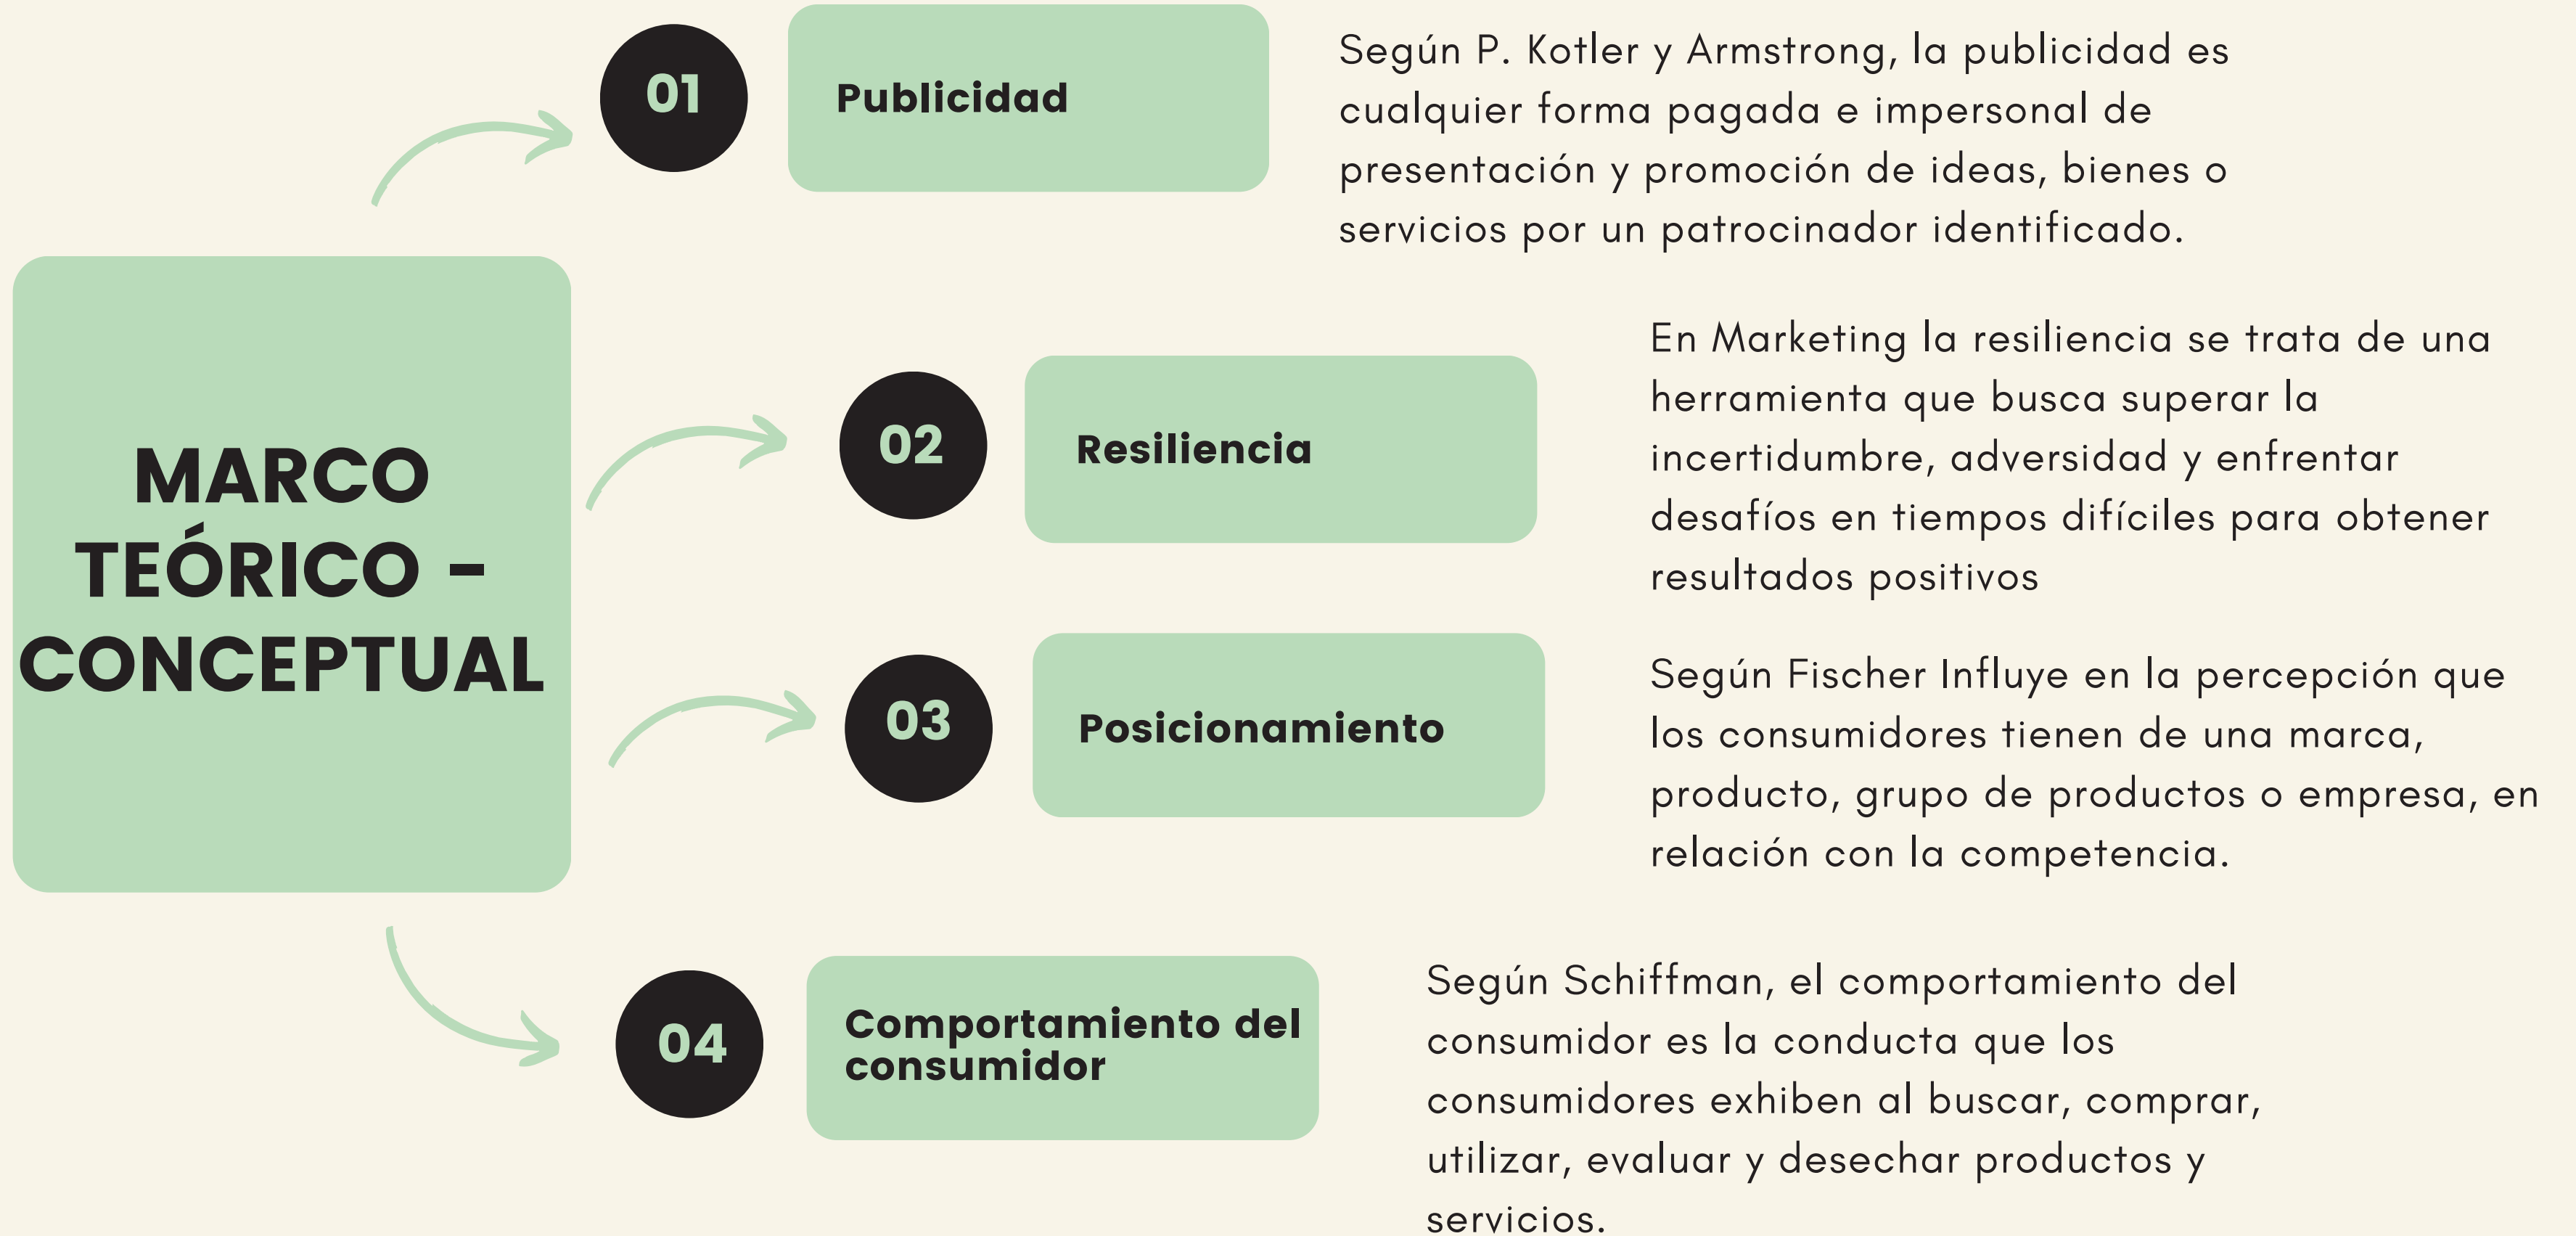 MARCO
TEÓRICO -
CONCEPTUAL
01
Publicidad
Según P. Kotler y Armstrong, la publicidad es
cualquier forma pagada e impersonal de
presentación y promoción de ideas, bienes o
servicios por un patrocinador identificado.
02
Resiliencia
En Marketing la resiliencia se trata de una
herramienta que busca superar la
incertidumbre, adversidad y enfrentar
desafíos en tiempos difíciles para obtener
resultados positivos
03
Posicionamiento
Según Fischer Influye en la percepción que
los consumidores tienen de una marca,
producto, grupo de productos o empresa, en
relación con la competencia.
04
Comportamiento del
consumidor
Según Schiffman, el comportamiento del
consumidor es la conducta que los
consumidores exhiben al buscar, comprar,
utilizar, evaluar y desechar productos y
servicios.